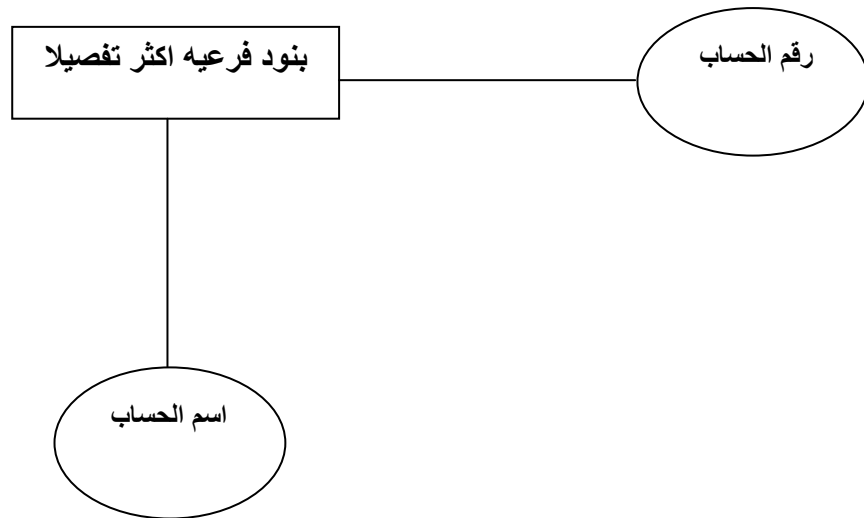 بنود فرعيه اكثر تفصيلا
رقم الحساب
اسم الحساب